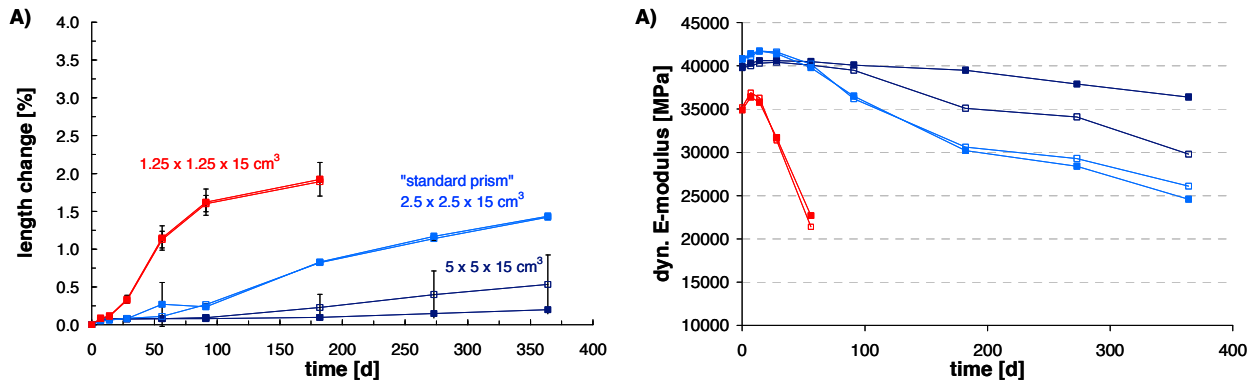 A)
4.0
3.5
3.0
2.5
2.0
1.5
1.0
0.5
0.0
length change [%]
1.25 x 1.25 x 15 cm³
"standard prism"
2.5 x 2.5 x 15 cm³
5 x 5 x 15 cm³
0 50 100 150 200 250 300 350 400
time [d]
A)
45000
40000
35000
30000
25000
20000
15000
10000
dyn. E-modulus [MPa]
0 100 200 300 400
time [d]